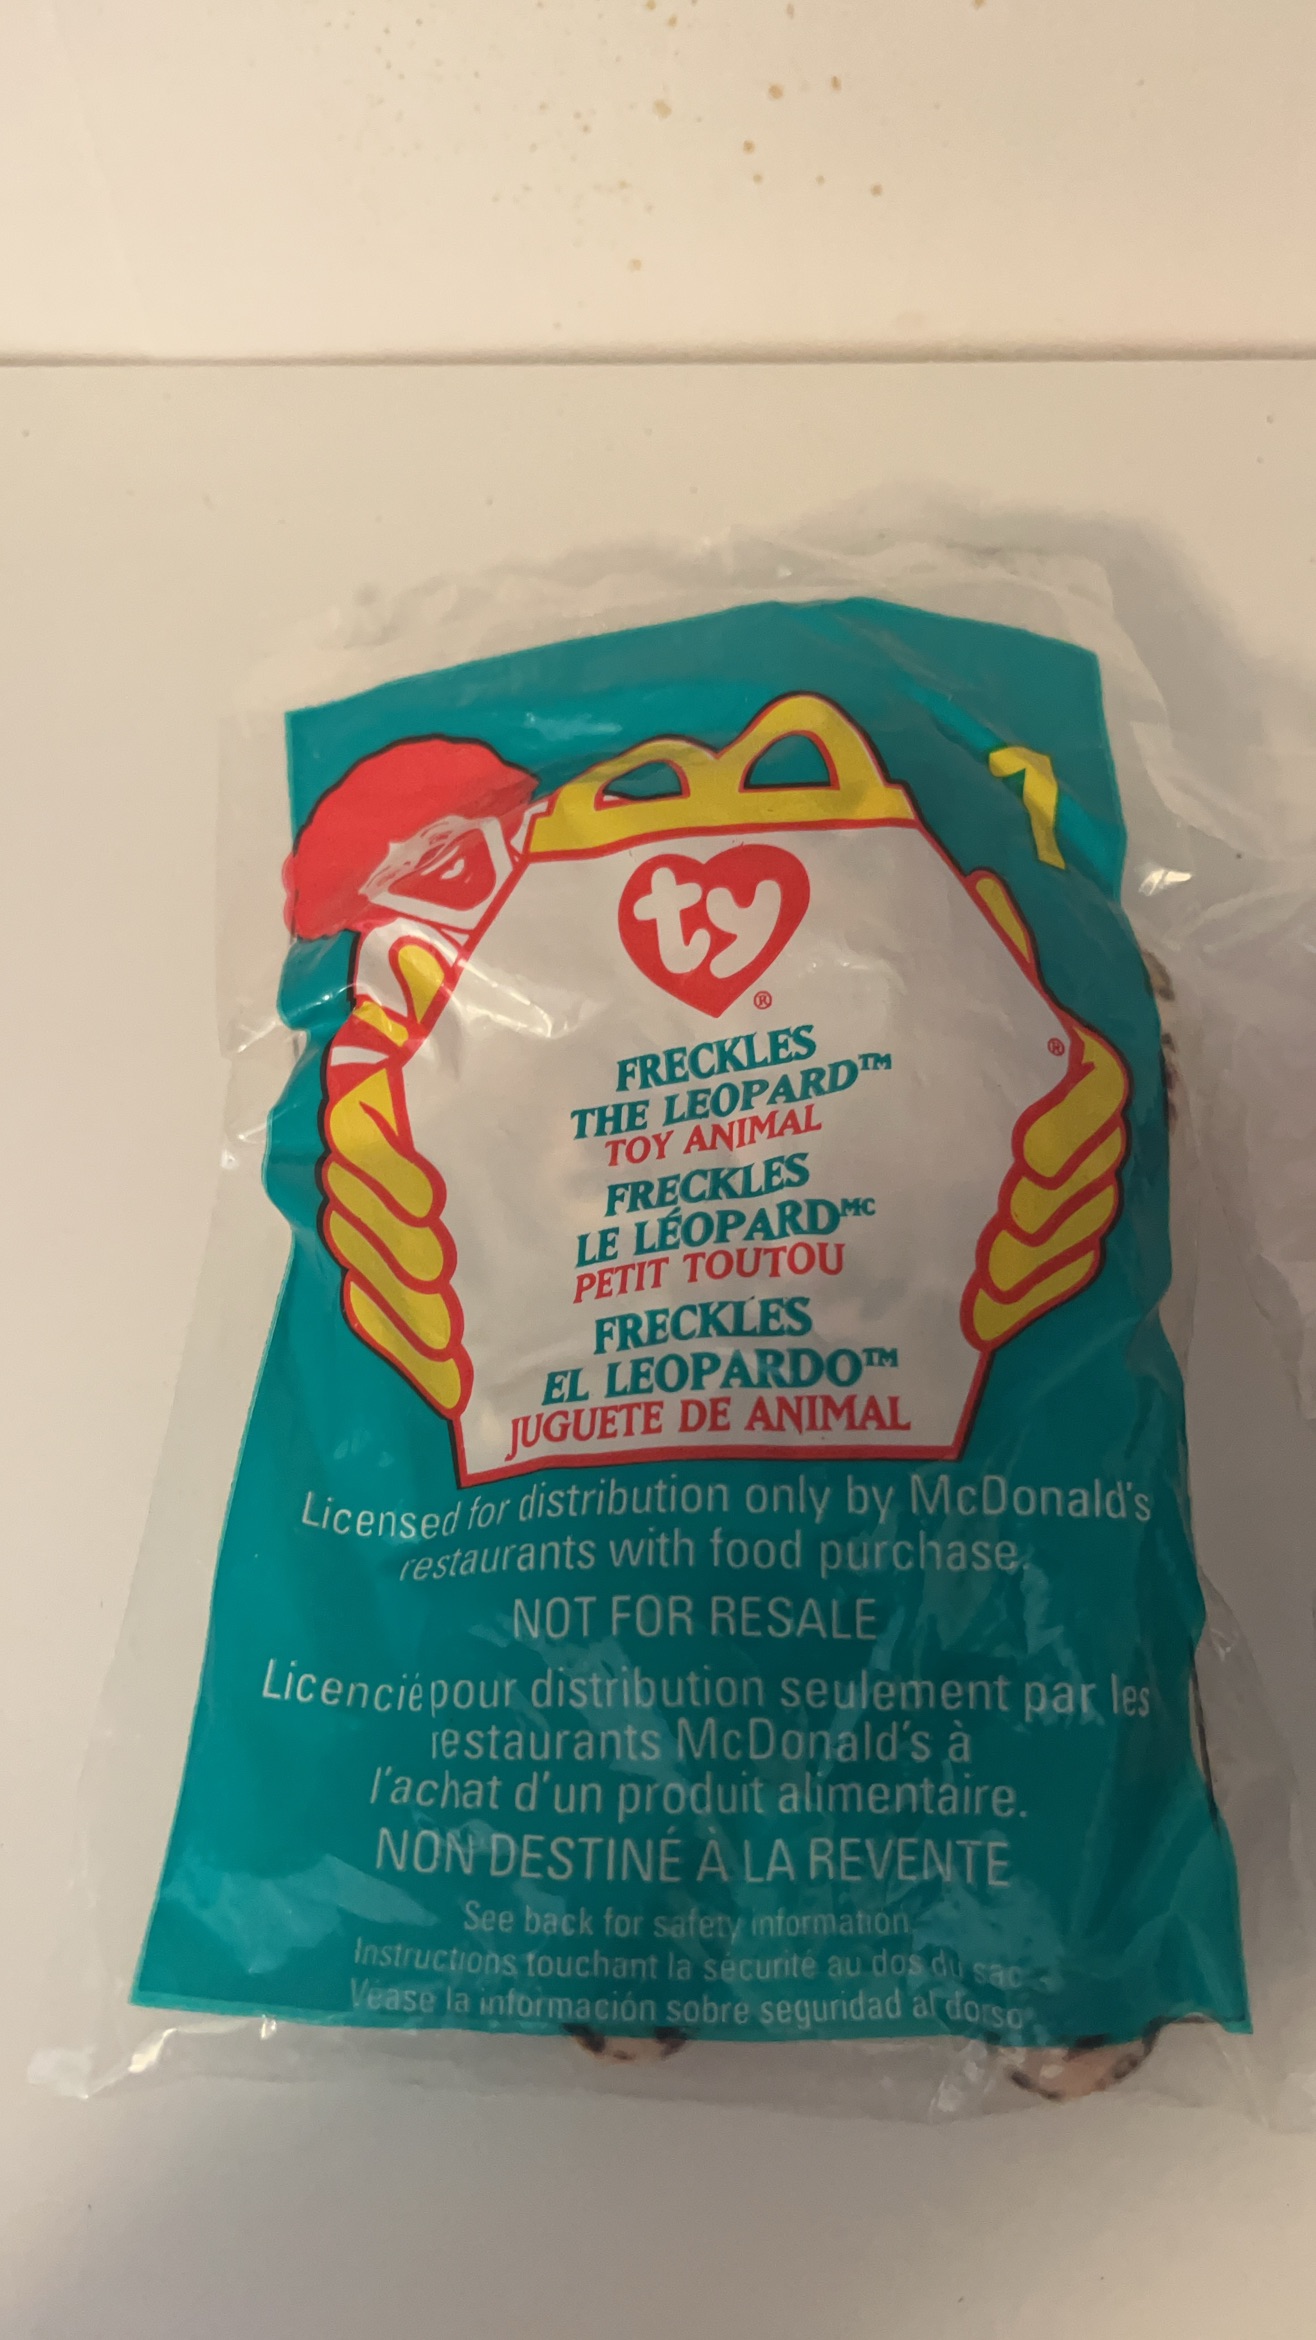 1
ty®
FRECKLES
THE LEOPARD™
TOY ANIMAL
FRECKLES
LE LÉOPARDᴹᶜ
PETIT TOUTOU
FRECKLES
EL LEOPARDO™
JUGUETE DE ANIMAL
®
Licensed for distribution only by McDonald's
restaurants with food purchase.
NOT FOR RESALE
Licencié pour distribution seulement par les
restaurants McDonald's à
l'achat d'un produit alimentaire.
NON DESTINÉ À LA REVENTE
See back for safety information.
Instructions touchant la sécurité au dos du sac
Véase la información sobre seguridad al dorso